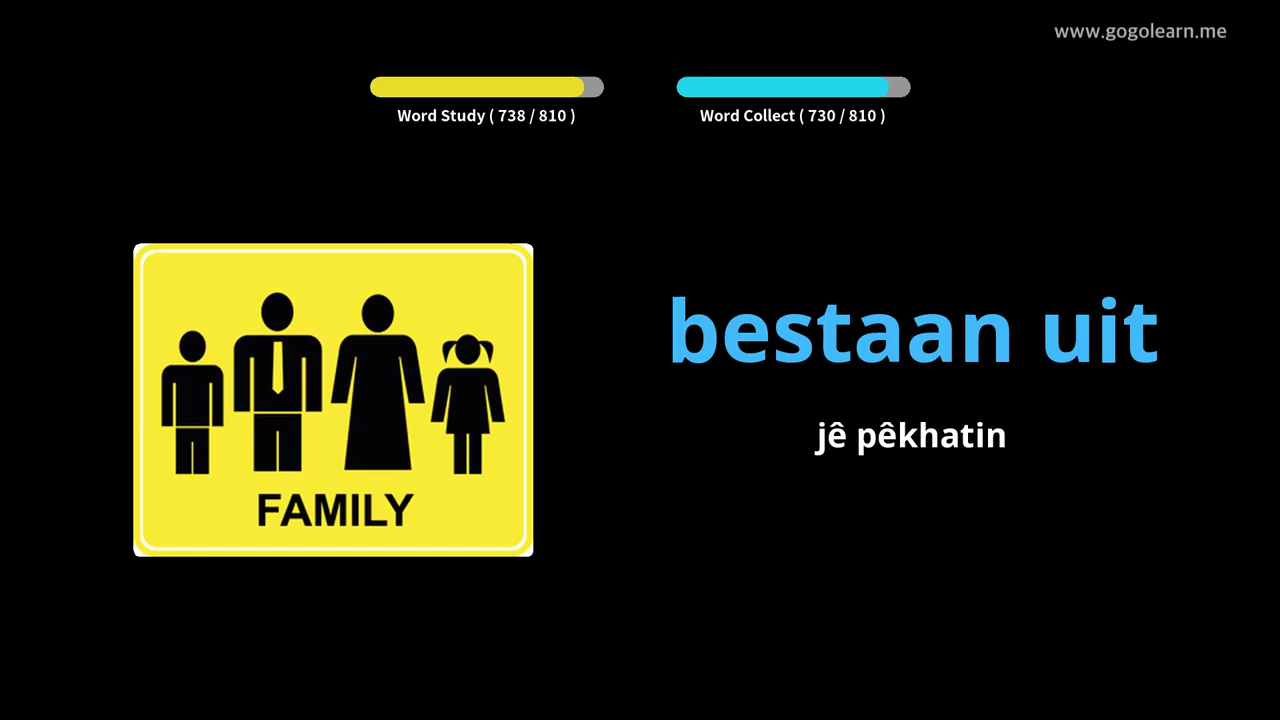 www.gogolearn.me
Word Study ( 738 / 810 )
Word Collect ( 730 / 810 )
bestaan uit
jê pêkhatin
FAMILY